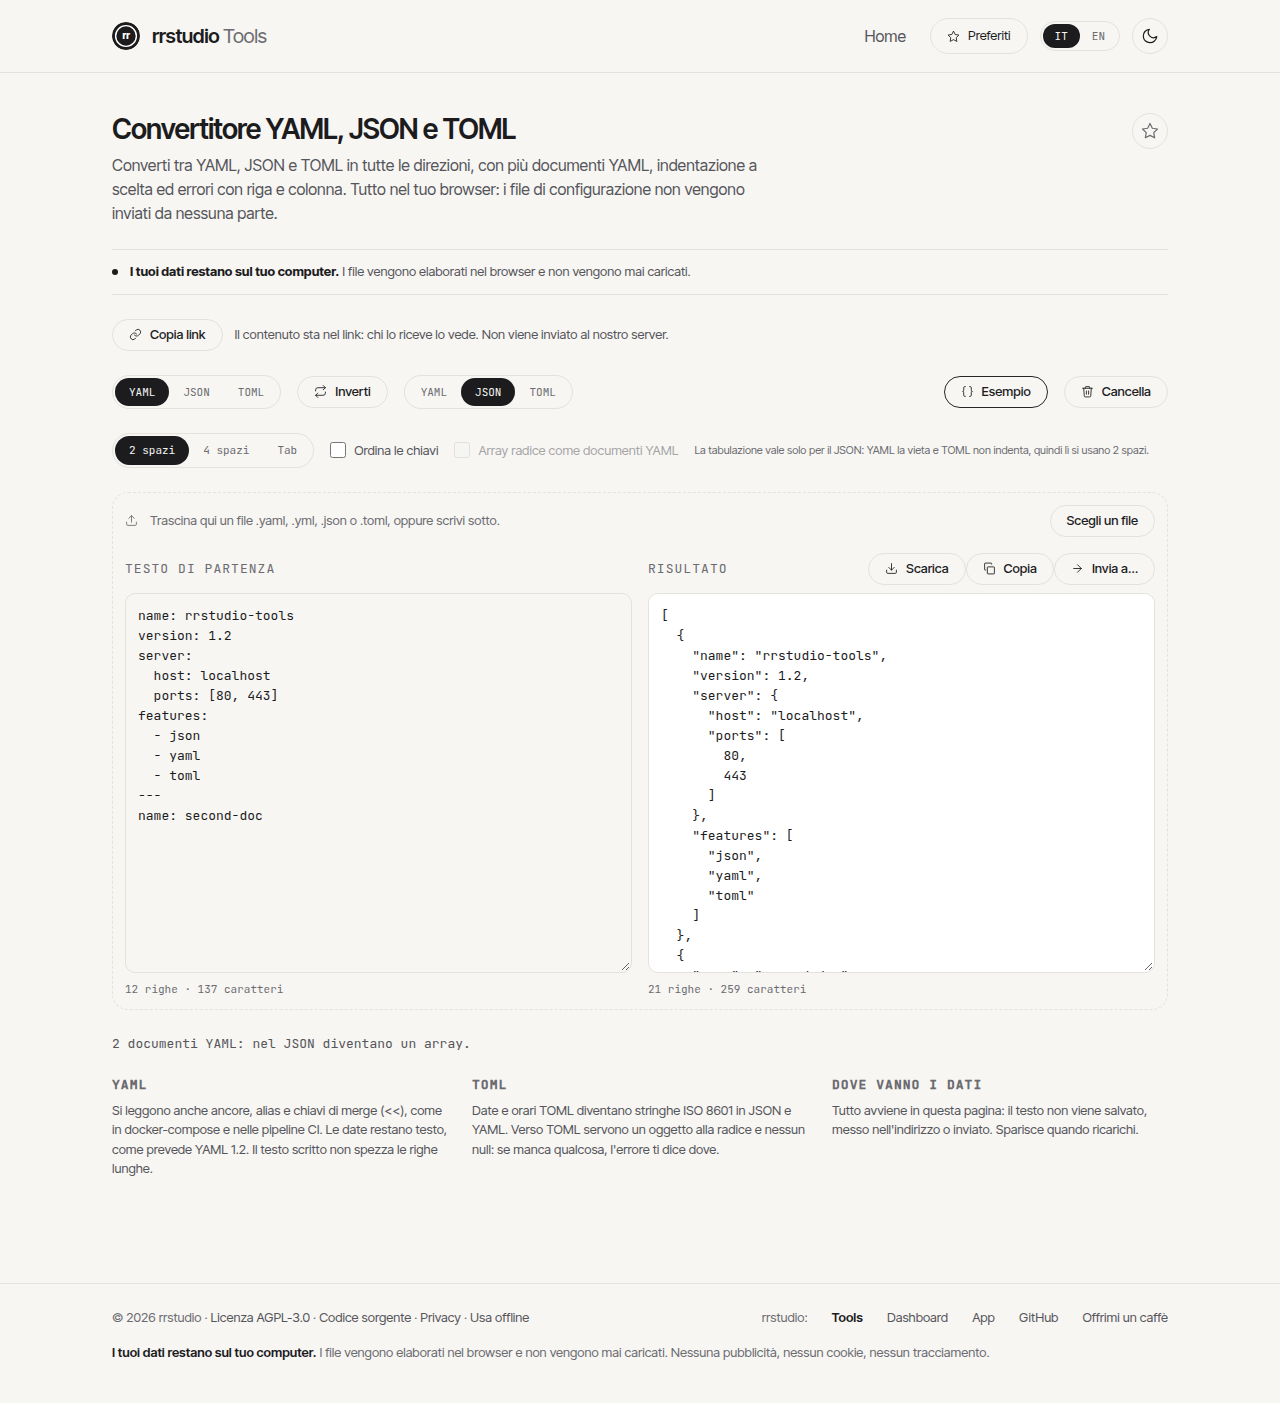 rr rrstudio Tools
Home
Preferiti
IT EN
Convertitore YAML, JSON e TOML
Converti tra YAML, JSON e TOML in tutte le direzioni, con più documenti YAML, indentazione a
scelta ed errori con riga e colonna. Tutto nel tuo browser: i file di configurazione non vengono
inviati da nessuna parte.
I tuoi dati restano sul tuo computer. I file vengono elaborati nel browser e non vengono mai caricati.
Copia link
Il contenuto sta nel link: chi lo riceve lo vede. Non viene inviato al nostro server.
YAML JSON TOML
Inverti
YAML JSON TOML
Esempio
Cancella
2 spazi 4 spazi Tab
Ordina le chiavi
Array radice come documenti YAML
La tabulazione vale solo per il JSON: YAML la vieta e TOML non indenta, quindi lì si usano 2 spazi.
Trascina qui un file .yaml, .yml, .json o .toml, oppure scrivi sotto.
Scegli un file
TESTO DI PARTENZA
name: rrstudio-tools
version: 1.2
server:
  host: localhost
  ports: [80, 443]
features:
  - json
  - yaml
  - toml
---
name: second-doc
12 righe · 137 caratteri
RISULTATO
Scarica
Copia
Invia a...
[
  {
    "name": "rrstudio-tools",
    "version": 1.2,
    "server": {
      "host": "localhost",
      "ports": [
        80,
        443
      ]
    },
    "features": [
      "json",
      "yaml",
      "toml"
    ]
  },
  {
21 righe · 259 caratteri
2 documenti YAML: nel JSON diventano un array.
YAML
Si leggono anche ancore, alias e chiavi di merge (<<), come
in docker-compose e nelle pipeline CI. Le date restano testo,
come prevede YAML 1.2. Il testo scritto non spezza le righe
lunghe.
TOML
Date e orari TOML diventano stringhe ISO 8601 in JSON e
YAML. Verso TOML servono un oggetto alla radice e nessun
null: se manca qualcosa, l'errore ti dice dove.
DOVE VANNO I DATI
Tutto avviene in questa pagina: il testo non viene salvato,
messo nell'indirizzo o inviato. Sparisce quando ricarichi.
© 2026 rrstudio · Licenza AGPL-3.0 · Codice sorgente · Privacy · Usa offline
rrstudio: Tools Dashboard App GitHub Offrimi un caffè
I tuoi dati restano sul tuo computer. I file vengono elaborati nel browser e non vengono mai caricati. Nessuna pubblicità, nessun cookie, nessun tracciamento.